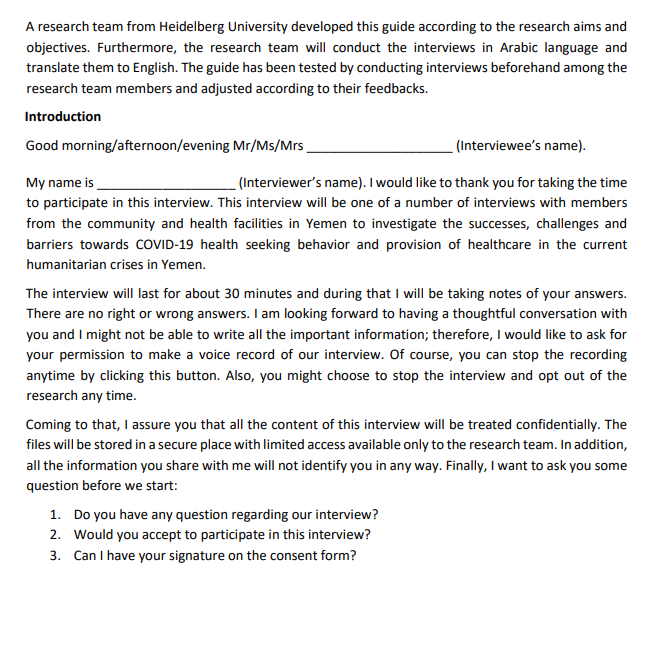 A research team from Heidelberg University developed this guide according to the research aims and
objectives. Furthermore, the research team will conduct the interviews in Arabic language and
translate them to English. The guide has been tested by conducting interviews beforehand among the
research team members and adjusted according to their feedbacks.
Introduction
Good morning/afternoon/evening Mr/Ms/Mrs ____________________ (Interviewee's name).
My name is ___________________ (Interviewer's name). I would like to thank you for taking the time
to participate in this interview. This interview will be one of a number of interviews with members
from the community and health facilities in Yemen to investigate the successes, challenges and
barriers towards COVID-19 health seeking behavior and provision of healthcare in the current
humanitarian crises in Yemen.
The interview will last for about 30 minutes and during that I will be taking notes of your answers.
There are no right or wrong answers. I am looking forward to having a thoughtful conversation with
you and I might not be able to write all the important information; therefore, I would like to ask for
your permission to make a voice record of our interview. Of course, you can stop the recording
anytime by clicking this button. Also, you might choose to stop the interview and opt out of the
research any time.
Coming to that, I assure you that all the content of this interview will be treated confidentially. The
files will be stored in a secure place with limited access available only to the research team. In addition,
all the information you share with me will not identify you in any way. Finally, I want to ask you some
question before we start:
1. Do you have any question regarding our interview?
2. Would you accept to participate in this interview?
3. Can I have your signature on the consent form?